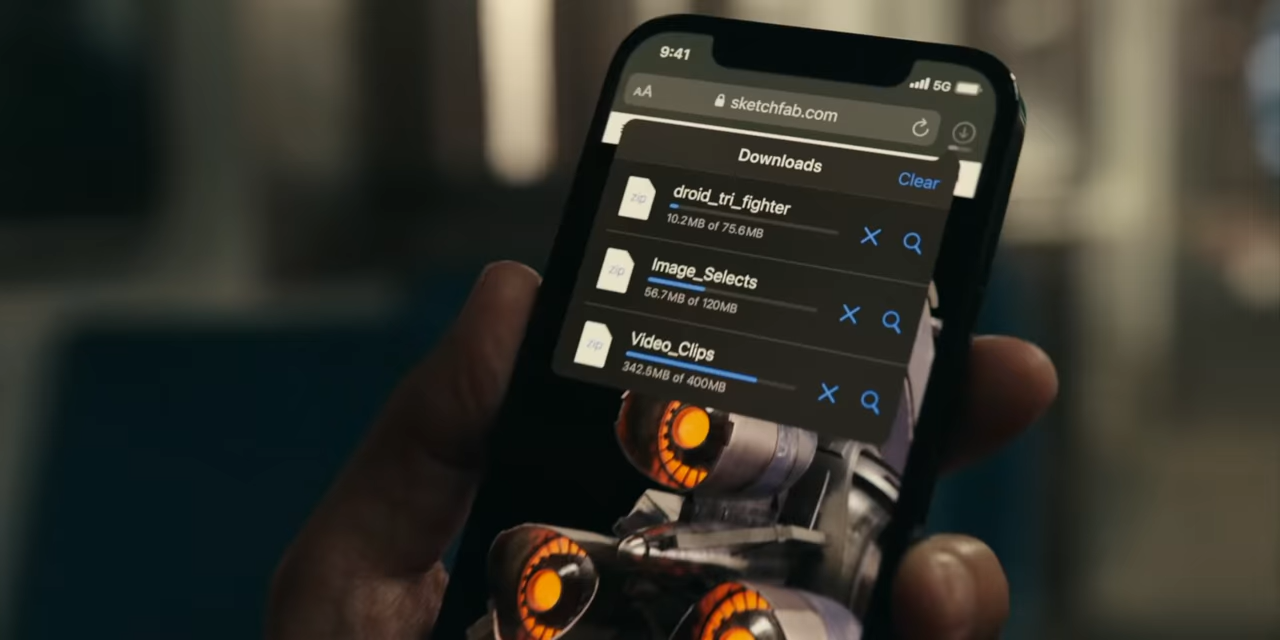 9:41
5G
AA
sketchfab.com
Downloads
Clear
zip
droid_tri_fighter
10.2MB of 75.6MB
zip
Image_Selects
56.7MB of 120MB
zip
Video_Clips
342.5MB of 400MB